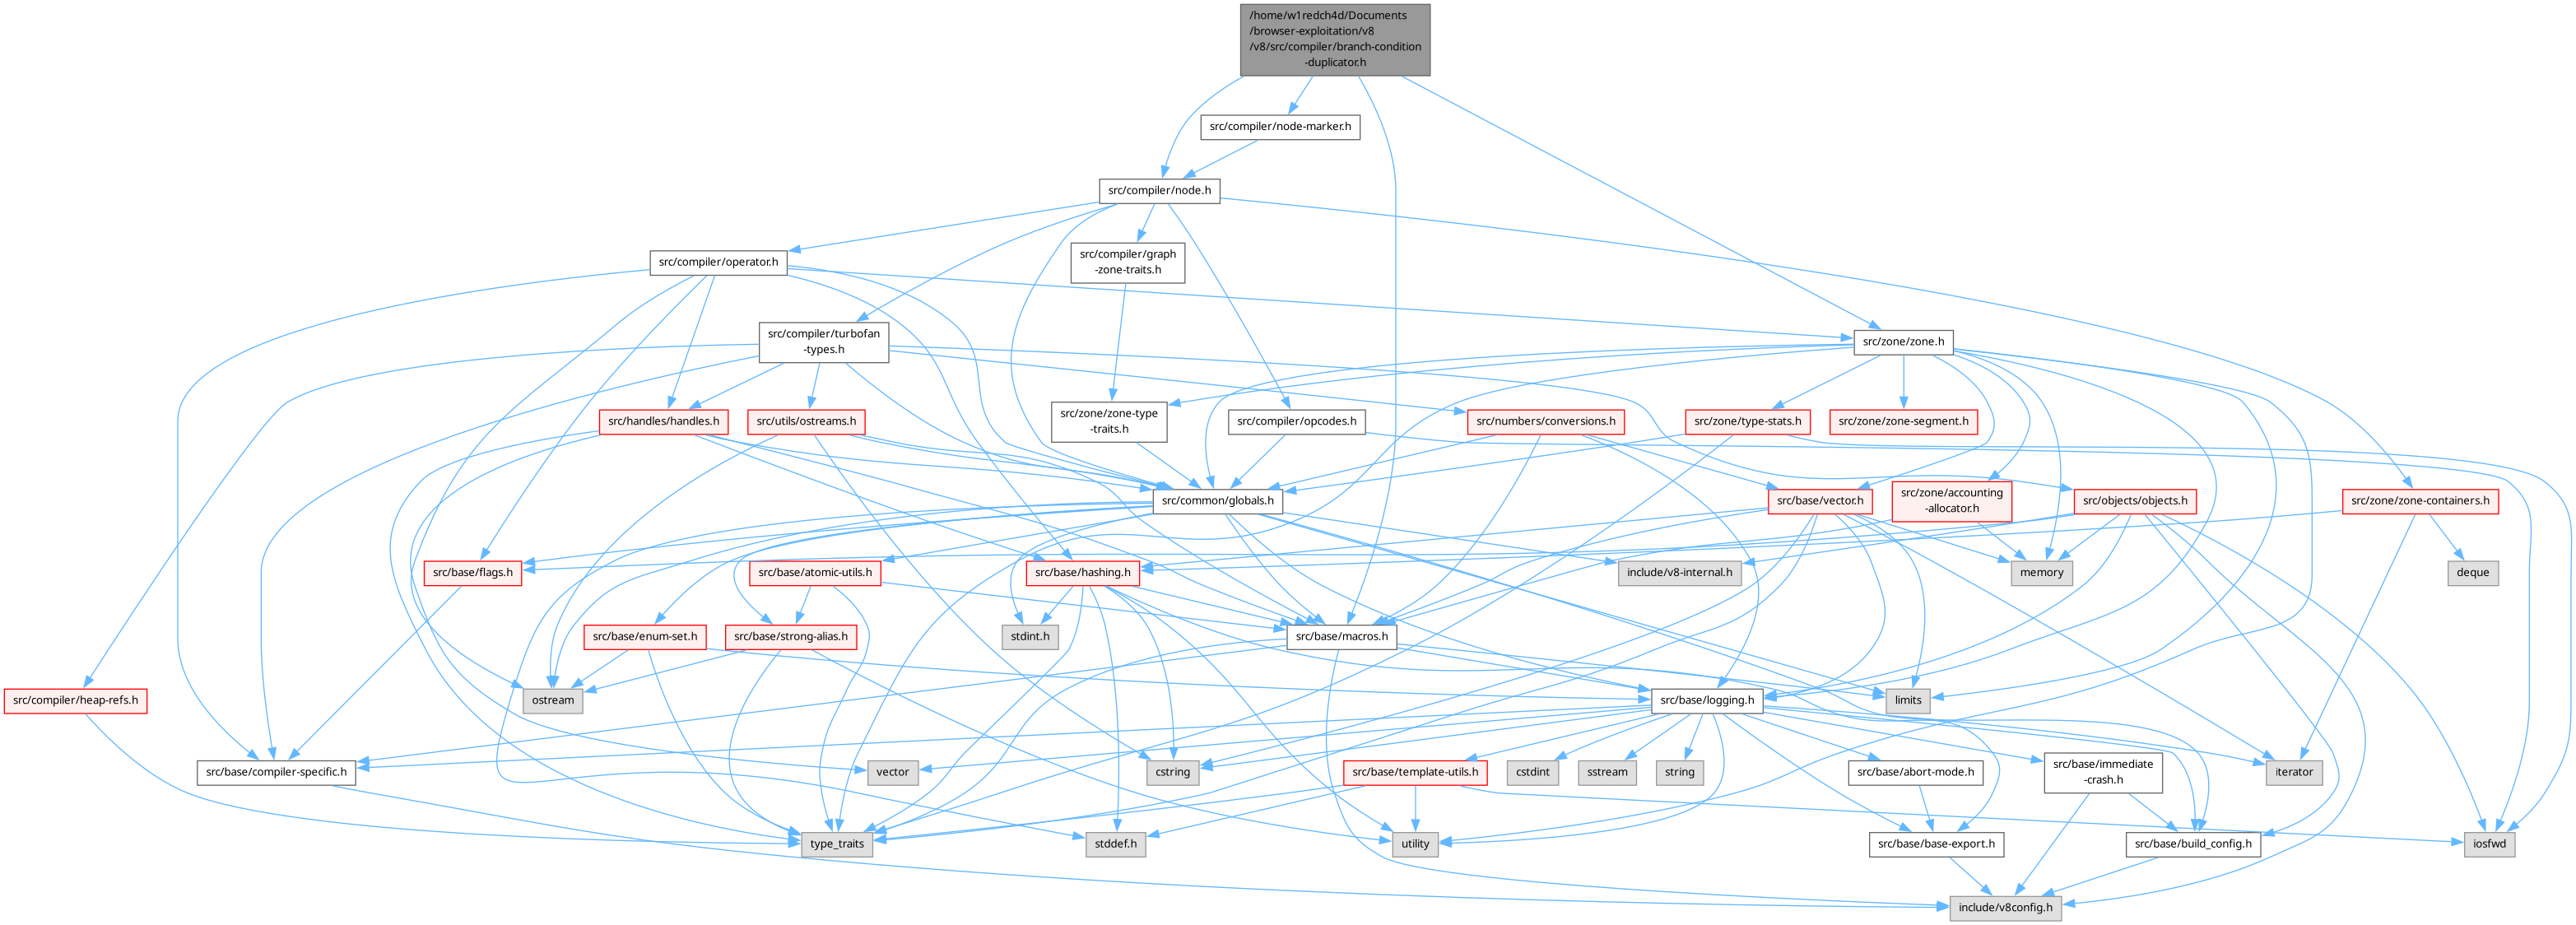 /home/w1redch4d/Documents
/browser-exploitation/v8
/v8/src/compiler/branch-condition
-duplicator.h
src/compiler/node-marker.h
src/compiler/node.h
src/compiler/operator.h
src/compiler/graph
-zone-traits.h
src/compiler/turbofan
-types.h
src/zone/zone.h
src/handles/handles.h
src/utils/ostreams.h
src/zone/zone-type
-traits.h
src/compiler/opcodes.h
src/numbers/conversions.h
src/zone/type-stats.h
src/zone/zone-segment.h
src/common/globals.h
src/base/vector.h
src/zone/accounting
-allocator.h
src/objects/objects.h
src/zone/zone-containers.h
src/base/flags.h
src/base/atomic-utils.h
src/base/hashing.h
include/v8-internal.h
memory
deque
src/base/enum-set.h
src/base/strong-alias.h
stdint.h
src/base/macros.h
src/compiler/heap-refs.h
ostream
src/base/logging.h
limits
src/base/compiler-specific.h
vector
cstring
src/base/template-utils.h
cstdint
sstream
string
src/base/abort-mode.h
src/base/immediate
-crash.h
iterator
type_traits
stddef.h
utility
src/base/base-export.h
src/base/build_config.h
iosfwd
include/v8config.h